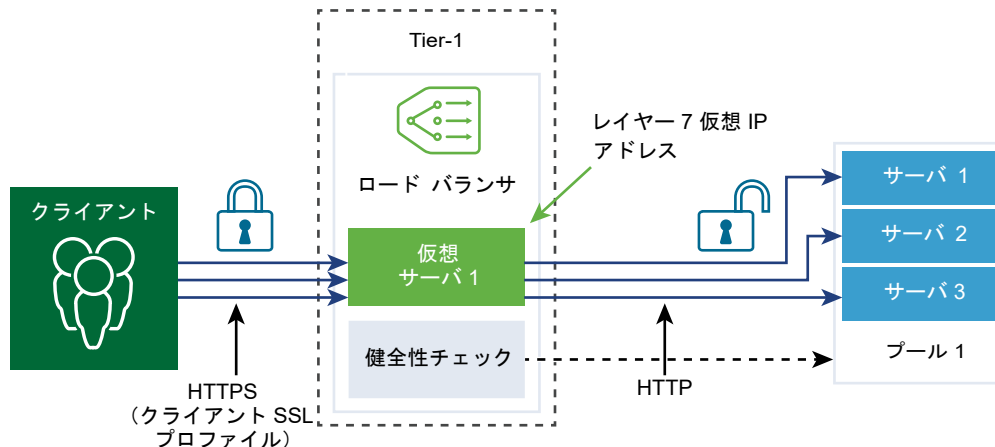 Tier-1
レイヤー 7 仮想 IP
アドレス
ロード バランサ
クライアント
仮想
サーバ 1
サーバ 1
サーバ 2
サーバ 3
プール 1
健全性チェック
HTTPS
（クライアント SSL
プロファイル）
HTTP